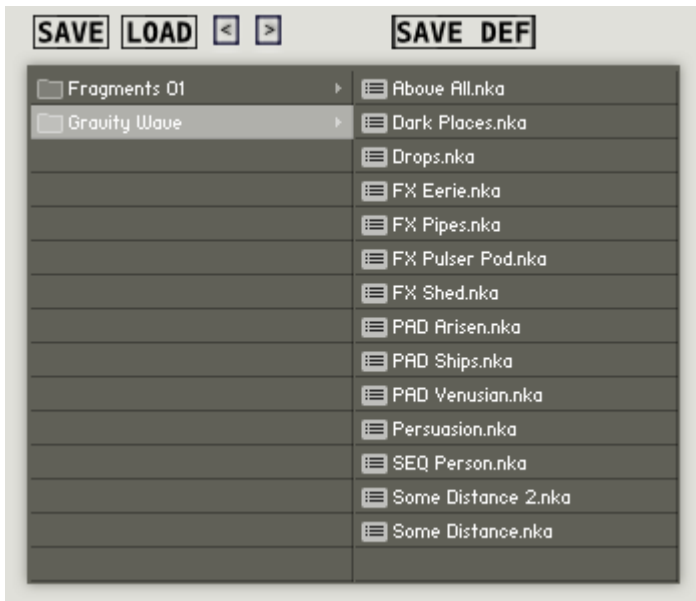 SAVE LOAD < > SAVE DEF
Fragments 01
Gravity Wave
Above All.nka
Dark Places.nka
Drops.nka
FX Eerie.nka
FX Pipes.nka
FX Pulser Pod.nka
FX Shed.nka
PAD Arisen.nka
PAD Ships.nka
PAD Venusian.nka
Persuasion.nka
SEQ Person.nka
Some Distance 2.nka
Some Distance.nka